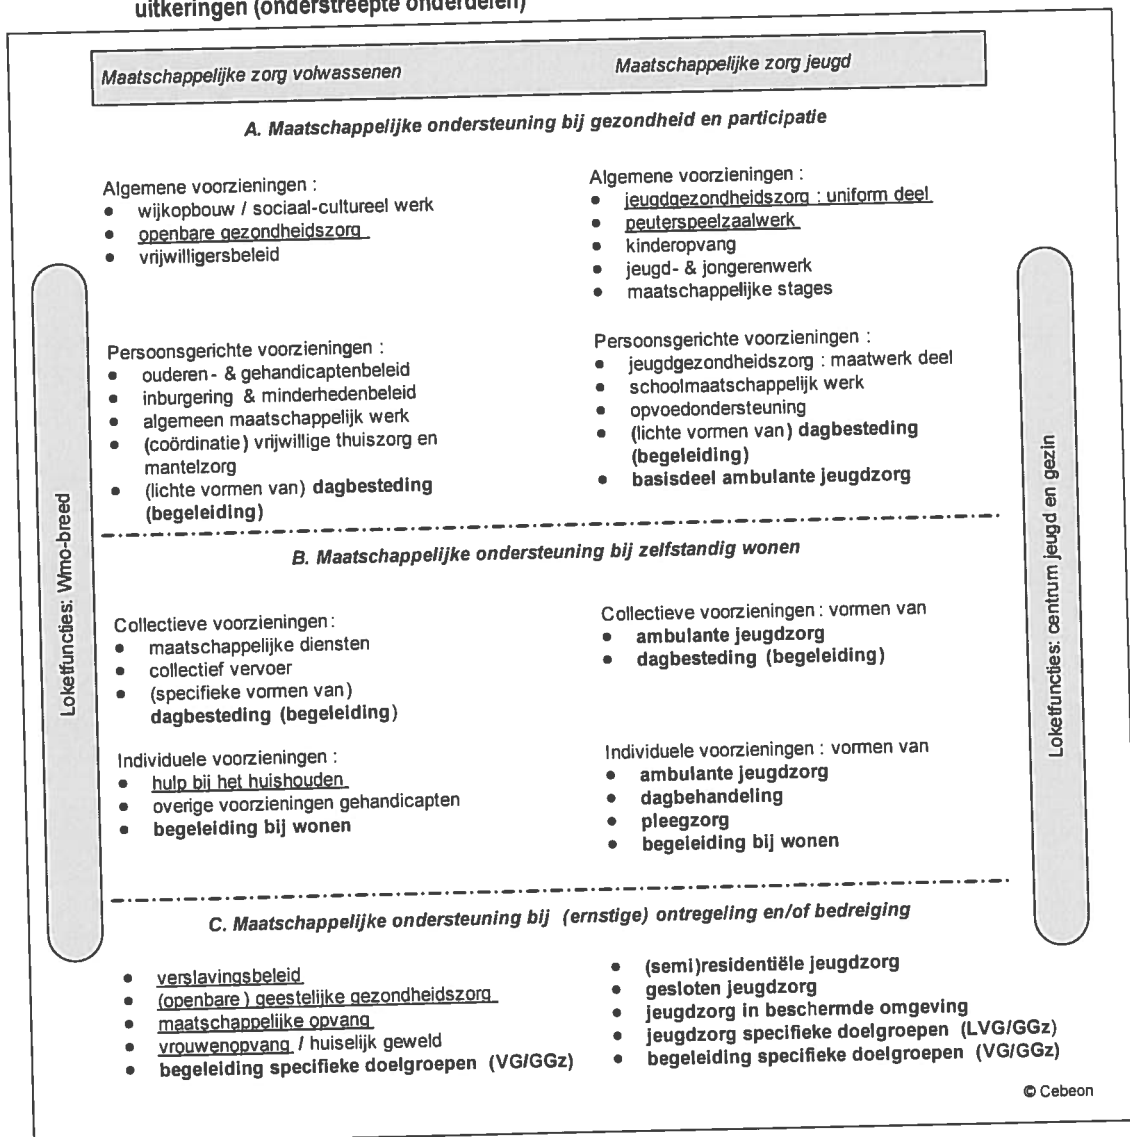 uitkeringen (onderstreepte onderdelen)
Maatschappelijke zorg volwassenen
Maatschappelijke zorg jeugd
A. Maatschappelijke ondersteuning bij gezondheid en participatie
Algemene voorzieningen :
• wijkopbouw / sociaal-cultureel werk
• openbare gezondheidszorg
• vrijwilligersbeleid
Algemene voorzieningen :
• jeugdgezondheidszorg : uniform deel
• peuterspeelzaalwerk
• kinderopvang
• jeugd- & jongerenwerk
• maatschappelijke stages
Persoonsgerichte voorzieningen :
• ouderen- & gehandicaptenbeleid
• inburgering & minderhedenbeleid
• algemeen maatschappelijk werk
• (coördinatie) vrijwillige thuiszorg en
mantelzorg
• (lichte vormen van) dagbesteding
(begeleiding)
Persoonsgerichte voorzieningen :
• jeugdgezondheidszorg : maatwerk deel
• schoolmaatschappelijk werk
• opvoedondersteuning
• (lichte vormen van) dagbesteding
(begeleiding)
• basisdeel ambulante jeugdzorg
Loketfuncties: Wmo-breed
Loketfuncties: centrum jeugd en gezin
B. Maatschappelijke ondersteuning bij zelfstandig wonen
Collectieve voorzieningen:
• maatschappelijke diensten
• collectief vervoer
• (specifieke vormen van)
dagbesteding (begeleiding)
Collectieve voorzieningen : vormen van
• ambulante jeugdzorg
• dagbesteding (begeleiding)
Individuele voorzieningen :
• hulp bij het huishouden
• overige voorzieningen gehandicapten
• begeleiding bij wonen
Individuele voorzieningen : vormen van
• ambulante jeugdzorg
• dagbehandeling
• pleegzorg
• begeleiding bij wonen
C. Maatschappelijke ondersteuning bij (ernstige) ontregeling en/of bedreiging
• verslavingsbeleid
• (openbare) geestelijke gezondheidszorg
• maatschappelijke opvang
• vrouwenopvang / huiselijk geweld
• begeleiding specifieke doelgroepen (VG/GGz)
• (semi)residentiële jeugdzorg
• gesloten jeugdzorg
• jeugdzorg in beschermde omgeving
• jeugdzorg specifieke doelgroepen (LVG/GGz)
• begeleiding specifieke doelgroepen (VG/GGz)
© Cebeon